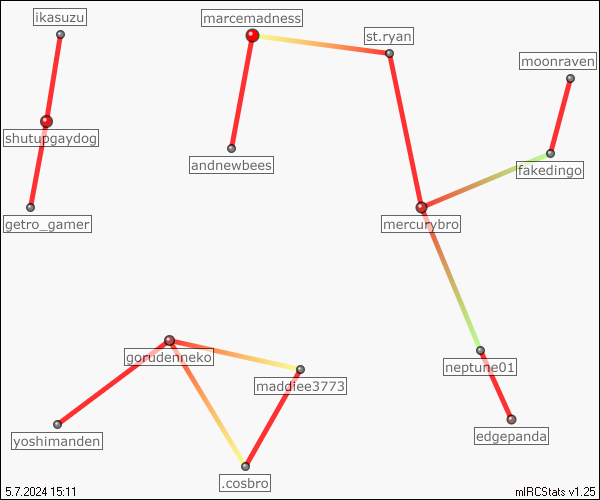 ikasuzu
marcemadness
st.ryan
moonraven
shutupgaydog
andnewbees
fakedingo
getro_gamer
mercurybro
gorudenneko
maddiee3773
neptune01
yoshimanden
edgepanda
.cosbro
5.7.2024 15:11
mIRCStats v1.25